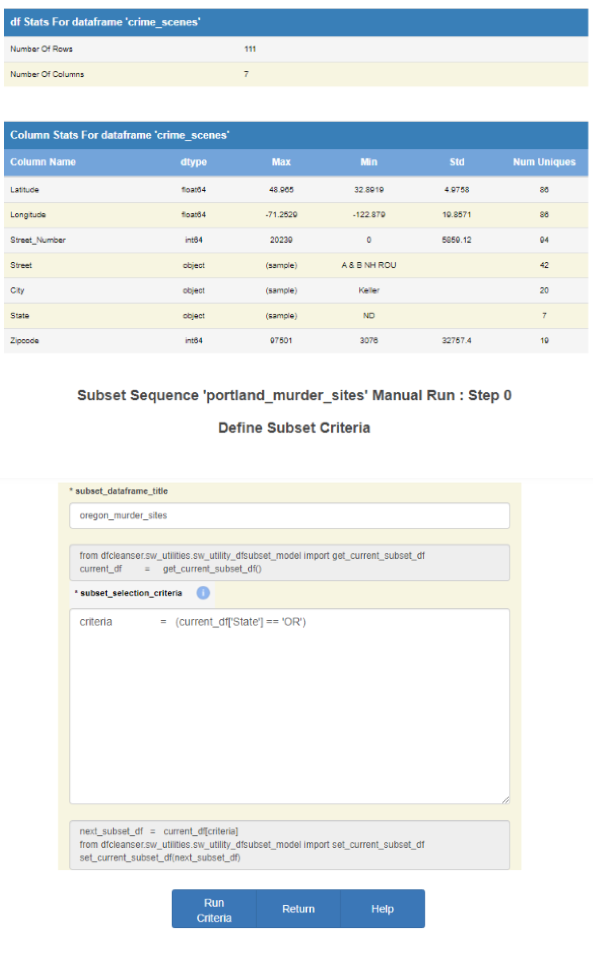 df Stats For dataframe 'crime_scenes'
Number Of Rows 111
Number Of Columns 7
Column Stats For dataframe 'crime_scenes'
Column Name dtype Max Min Std Num Uniques
Latitude float64 48.965 32.8919 4.9758 86
Longitude float64 -71.2529 -122.879 19.8571 86
Street_Number int64 20239 0 5859.12 94
Street object (sample) A & B NH ROU 42
City object (sample) Keller 20
State object (sample) ND 7
Zipcode int64 97501 3076 32757.4 19
Subset Sequence 'portland_murder_sites' Manual Run : Step 0
Define Subset Criteria
* subset_dataframe_title
oregon_murder_sites
from dfcleanser.sw_utilities.sw_utility_dfsubset_model import get_current_subset_df
current_df = get_current_subset_df()
* subset_selection_criteria i
criteria = (current_df['State'] == 'OR')
next_subset_df = current_df[criteria]
from dfcleanser.sw_utilities.sw_utility_dfsubset_model import set_current_subset_df
set_current_subset_df(next_subset_df)
Run
Criteria
Return
Help